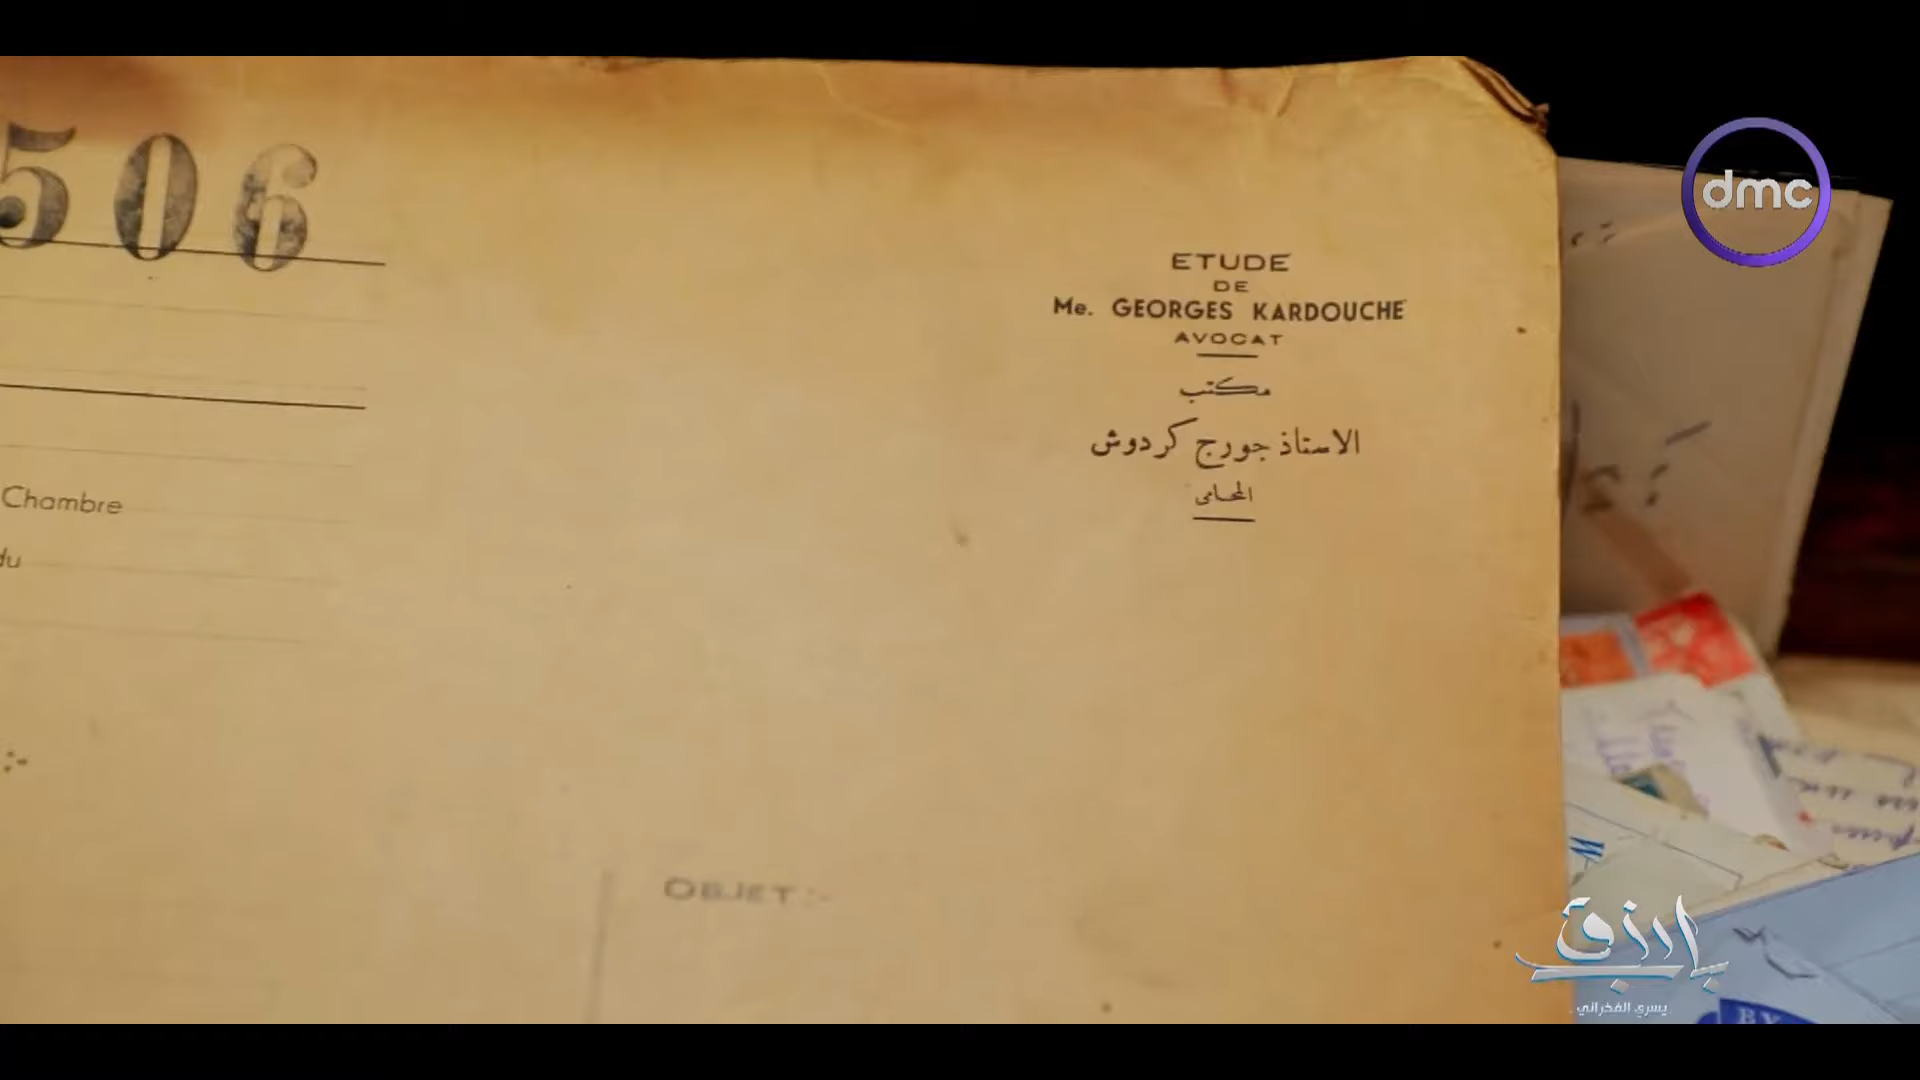 506
ETUDE
DE
Me. GEORGES KARDOUCHE
AVOCAT
مكتب
الاستاذ جورج كردوش
المحامى
Chambre
du
OBJET :-
dmc
يسري الفخراني